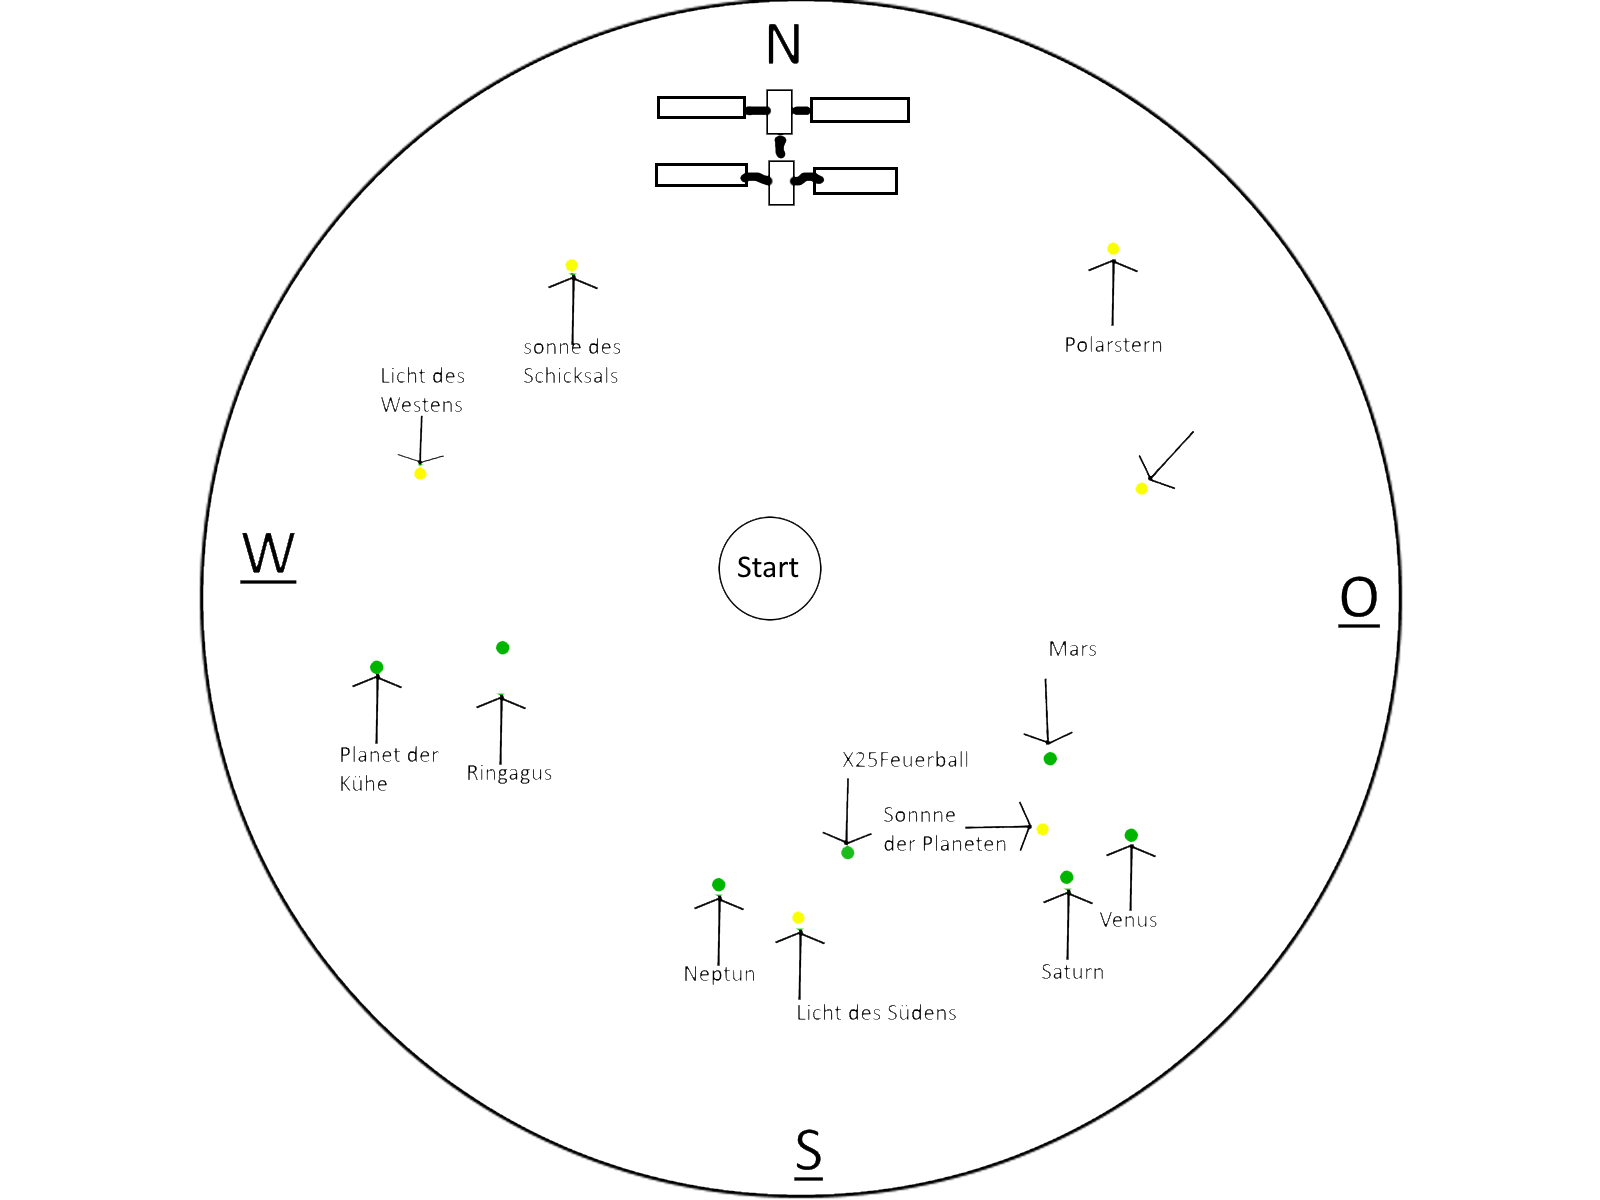 N
sonne des
Schicksals
Polarstern
Licht des
Westens
W
Start
O
Mars
Planet der
Kühe
Ringagus
X25Feuerball
Sonnne
der Planeten
Venus
Neptun
Saturn
Licht des Südens
S